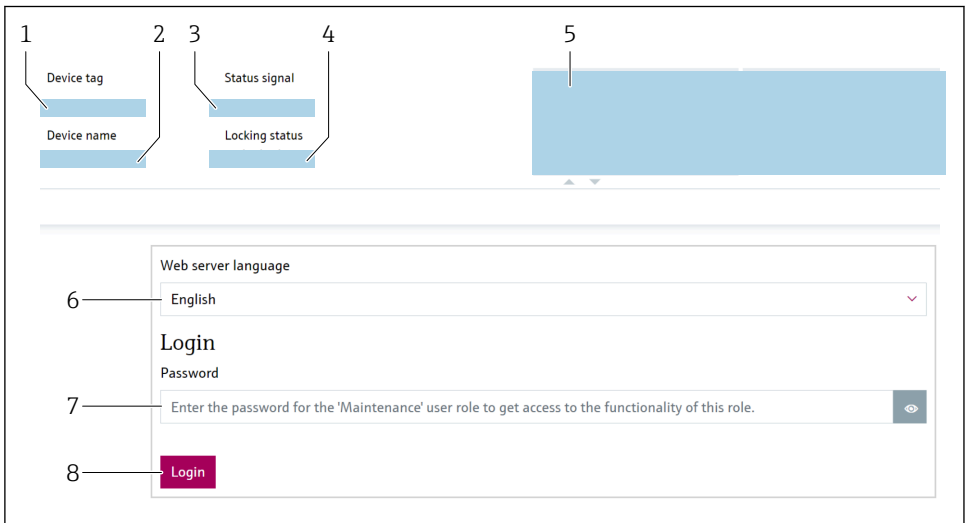 1 2 3 4 5
Device tag Status signal
Device name Locking status
Web server language
6 English
Login
Password
7 Enter the password for the 'Maintenance' user role to get access to the functionality of this role.
8 Login